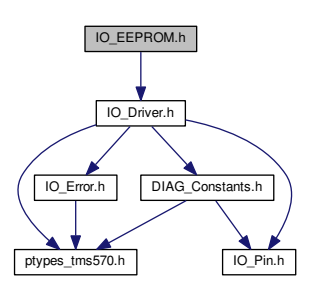 IO_EEPROM.h
IO_Driver.h
IO_Error.h
DIAG_Constants.h
ptypes_tms570.h
IO_Pin.h